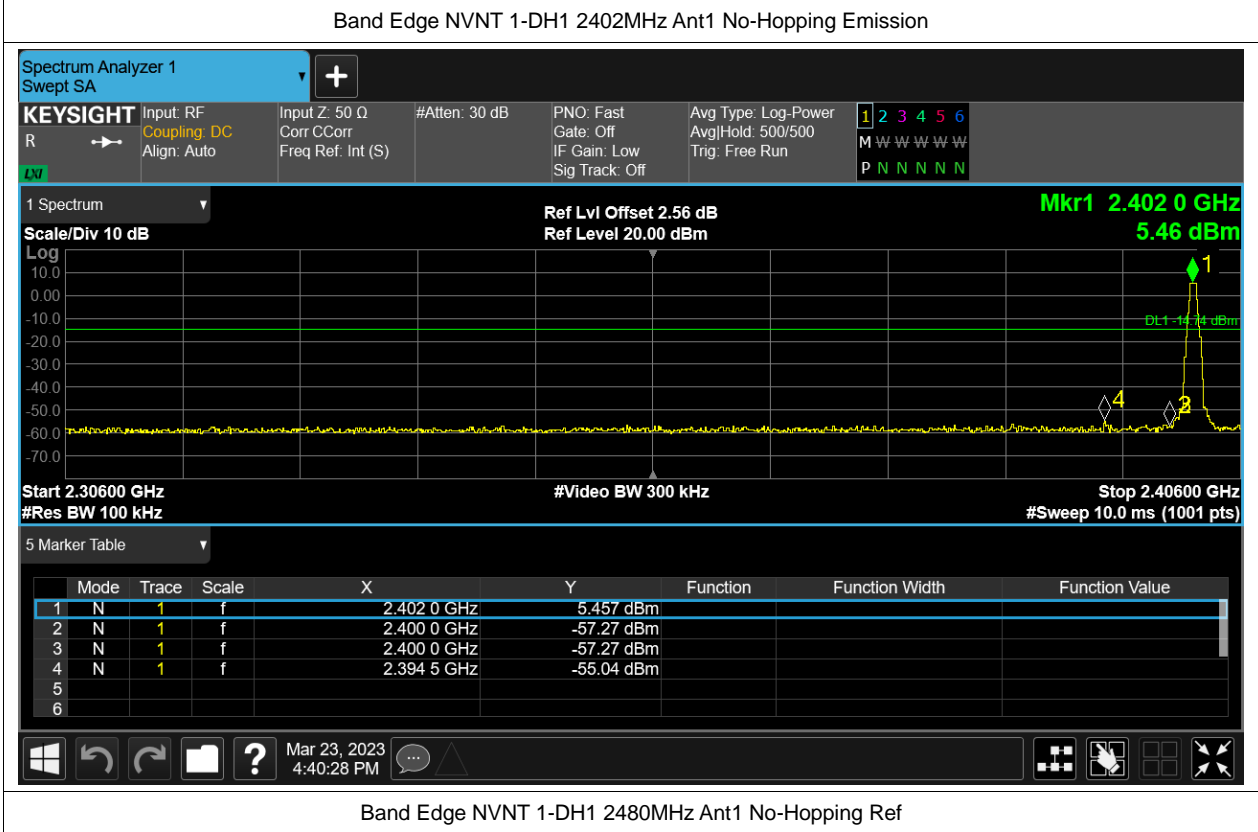 Band Edge NVNT 1-DH1 2402MHz Ant1 No-Hopping Emission
Spectrum Analyzer 1
Swept SA
KEYSIGHT
R
LXI
Input: RF
Coupling: DC
Align: Auto
Input Z: 50 Ω
Corr CCorr
Freq Ref: Int (S)
#Atten: 30 dB
PNO: Fast
Gate: Off
IF Gain: Low
Sig Track: Off
Avg Type: Log-Power
Avg|Hold: 500/500
Trig: Free Run
1 2 3 4 5 6
M W W W W W
P N N N N N
1 Spectrum
Scale/Div 10 dB
Ref Lvl Offset 2.56 dB
Ref Level 20.00 dBm
Mkr1 2.402 0 GHz
5.46 dBm
Log
10.0
0.00
-10.0
-20.0
-30.0
-40.0
-50.0
-60.0
-70.0
1
DL1 -14.74 dBm
4
Start 2.30600 GHz
#Res BW 100 kHz
#Video BW 300 kHz
Stop 2.40600 GHz
#Sweep 10.0 ms (1001 pts)
5 Marker Table
Mode Trace Scale X Y Function Function Width Function Value
1 N 1 f 2.402 0 GHz 5.457 dBm
2 N 1 f 2.400 0 GHz -57.27 dBm
3 N 1 f 2.400 0 GHz -57.27 dBm
4 N 1 f 2.394 5 GHz -55.04 dBm
5
6
?
Mar 23, 2023
4:40:28 PM
Band Edge NVNT 1-DH1 2480MHz Ant1 No-Hopping Ref